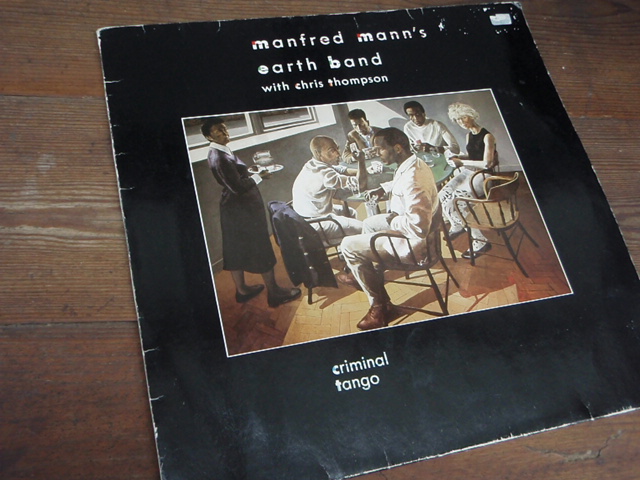 manfred mann's
earth band
with chris thompson
criminal
tango